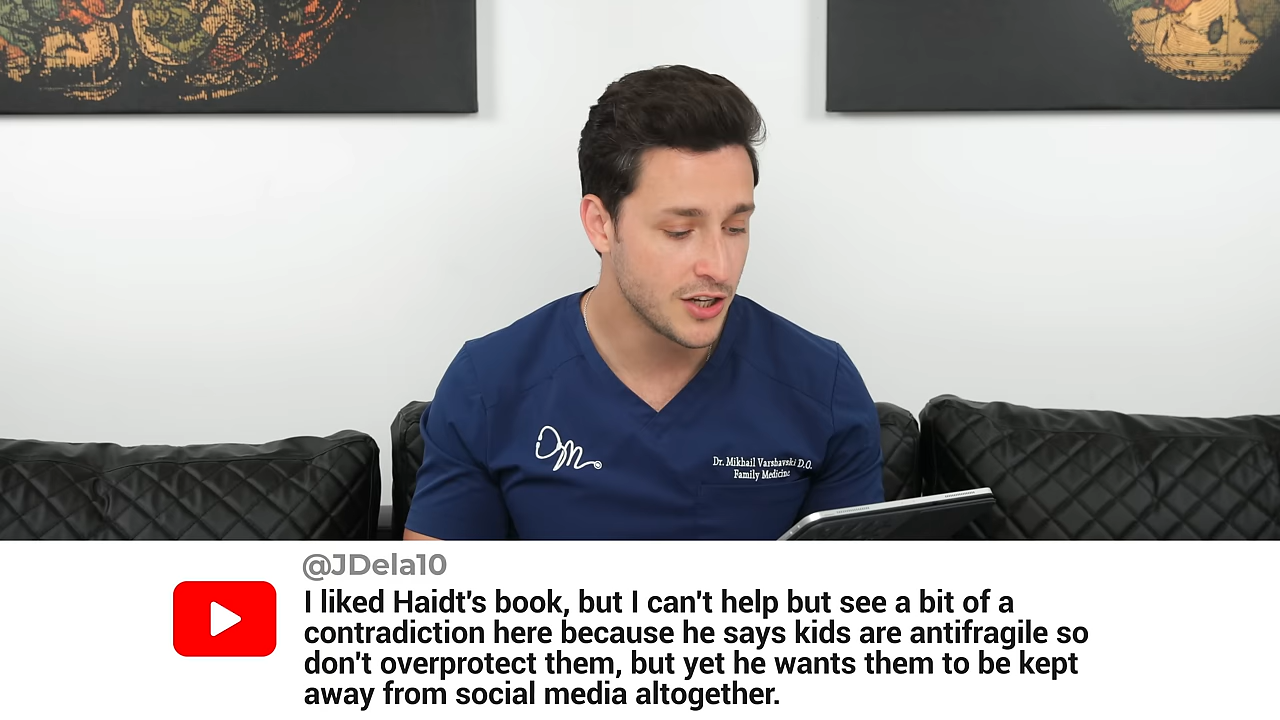 DM
Dr. Mikhail Varshavski D.O.
Family Medicine
@JDela10
I liked Haidt's book, but I can't help but see a bit of a
contradiction here because he says kids are antifragile so
don't overprotect them, but yet he wants them to be kept
away from social media altogether.